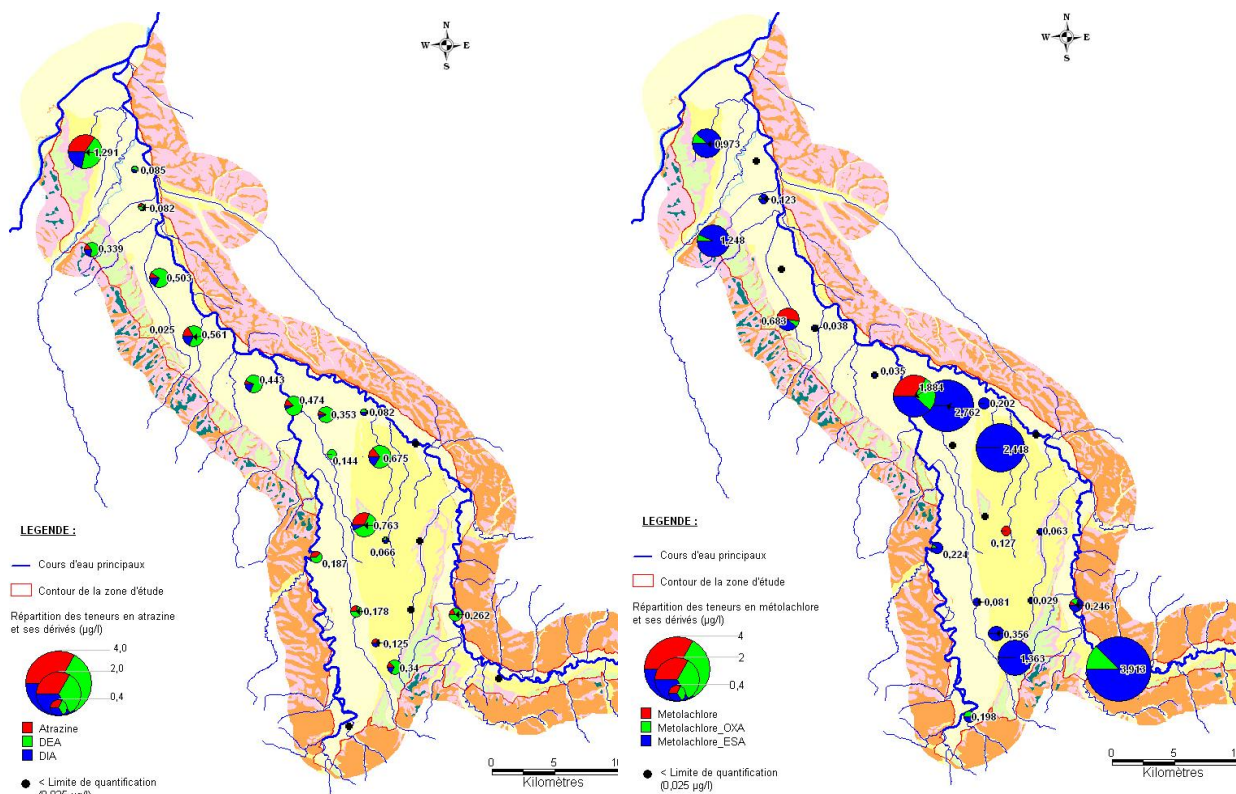 N
W E
S
1,291
0,085
0,082
0,339
0,503
0,025
0,561
0,443
0,474
0,353
0,082
0,144
0,675
0,763
0,066
0,187
0,178
0,262
0,125
0,34
LEGENDE :
Cours d'eau principaux
Contour de la zone d'étude
Répartition des teneurs en atrazine
et ses dérivés (µg/l)
4,0
2,0
0,4
Atrazine
DEA
DIA
< Limite de quantification
(0,025 µg/l)
0 5
Kilomètres
N
W E
S
0,973
0,123
1,248
0,683
0,038
0,035
1,884
2,762
0,202
2,448
0,127
0,063
0,224
0,081
0,029
0,246
0,356
1,363
3,913
0,198
LEGENDE :
Cours d'eau principaux
Contour de la zone d'étude
Répartition des teneurs en métolachlore
et ses dérivés (µg/l)
4
2
0,4
Metolachlore
Metolachlore_OXA
Metolachlore_ESA
< Limite de quantification
(0,025 µg/l)
0 5
Kilomètres